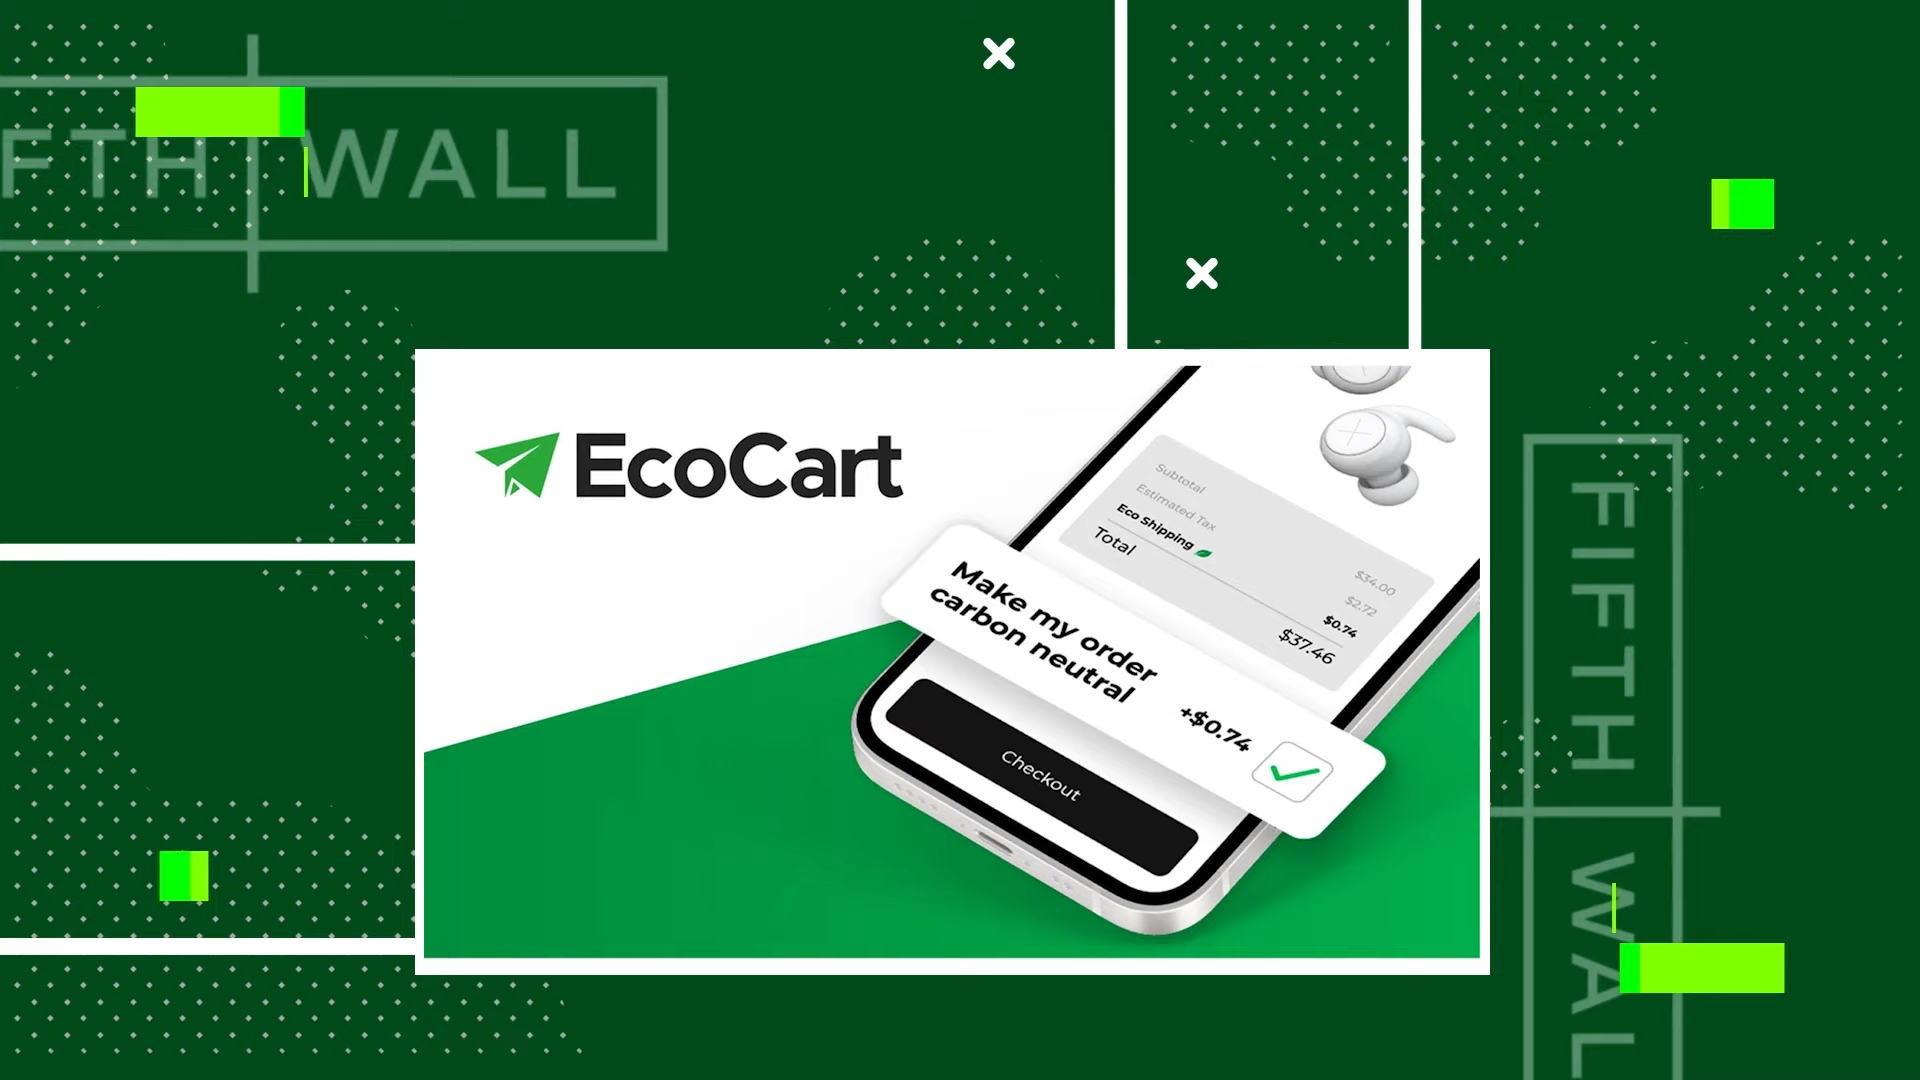 FTH WALL
EcoCart
Subtotal $34.00
Estimated Tax $2.72
Eco Shipping $0.74
Total $37.46
Make my order
carbon neutral
+$0.74
Checkout
FIFTH WAL